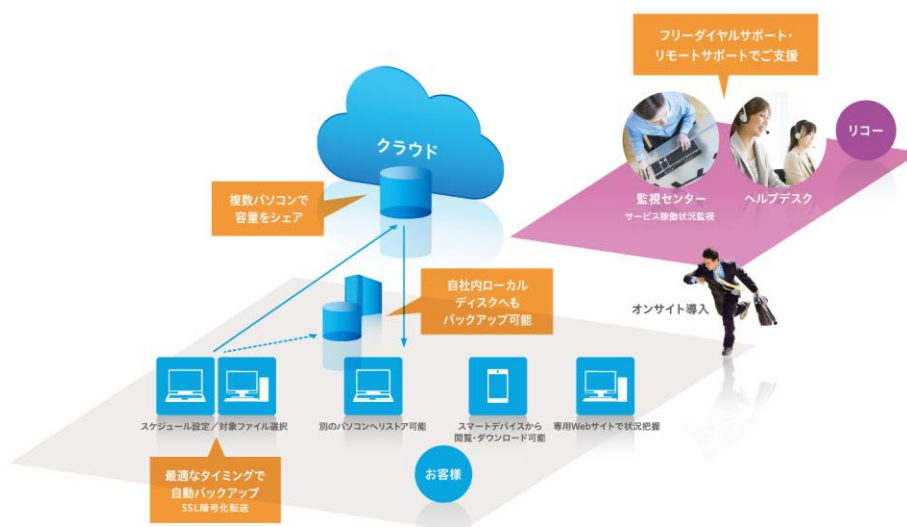 フリーダイヤルサポート・
リモートサポートでご支援
リコー
クラウド
監視センター
サービス稼働状況監視
ヘルプデスク
複数パソコンで
容量をシェア
自社内ローカル
ディスクへも
バックアップ可能
オンサイト導入
スケジュール設定／対象ファイル選択
別のパソコンへリストア可能
スマートデバイスから
閲覧・ダウンロード可能
専用Webサイトで状況把握
最適なタイミングで
自動バックアップ
SSL暗号化転送
お客様